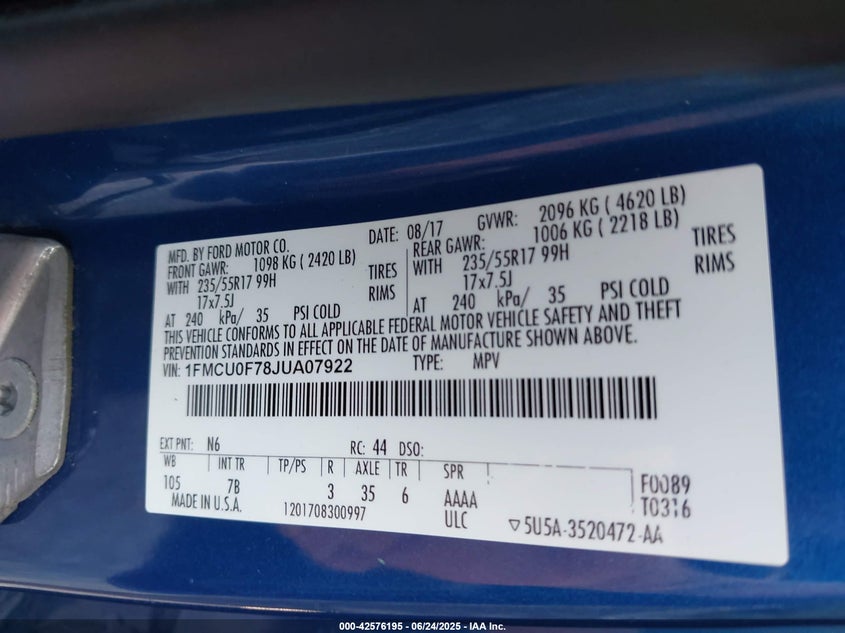 MFD. BY FORD MOTOR CO. DATE: 08/17 GVWR: 2096 KG ( 4620 LB)
FRONT GAWR: 1098 KG ( 2420 LB) REAR GAWR: 1006 KG ( 2218 LB)
WITH 235/55R17 99H TIRES WITH 235/55R17 99H TIRES
17x7.5J RIMS 17x7.5J RIMS
AT 240 kPa/ 35 PSI COLD AT 240 kPa/ 35 PSI COLD
THIS VEHICLE CONFORMS TO ALL APPLICABLE FEDERAL MOTOR VEHICLE SAFETY AND THEFT
PREVENTION STANDARDS IN EFFECT ON THE DATE OF MANUFACTURE SHOWN ABOVE.
VIN: 1FMCU0F78JUA07922 TYPE: MPV
EXT PNT: N6 RC: 44 DSO:
WB INT TR TP/PS R AXLE TR SPR
105 7B 3 35 6 AAAA F0089
MADE IN U.S.A. 1201708300997 ULC T0316
▽5U5A-3520472-AA
000-42576195 - 06/24/2025 - IAA Inc.